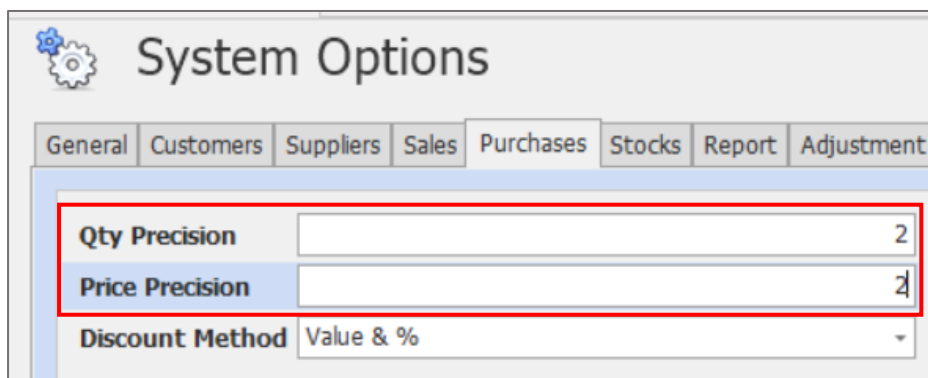 System Options
General Customers Suppliers Sales Purchases Stocks Report Adjustment
Qty Precision 2
Price Precision 2
Discount Method Value & %